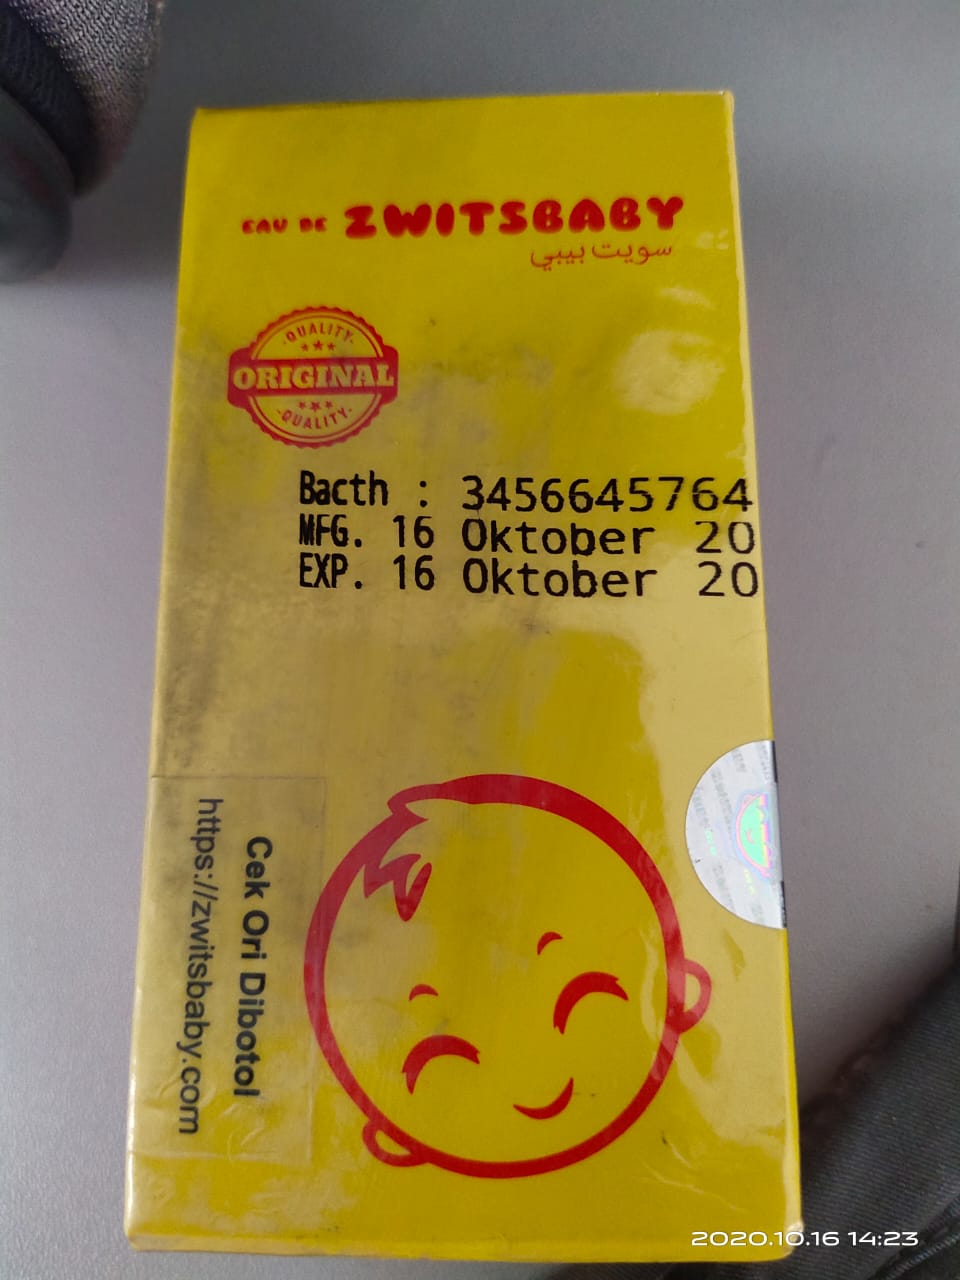 EAU DE ZWITSBABY
سويت بيبي
QUALITY
ORIGINAL
QUALITY
Bacth : 3456645764
MFG. 16 Oktober 20
EXP. 16 Oktober 20
Cek Ori Dibotol
https://zwitsbaby.com
2020.10.16 14:23